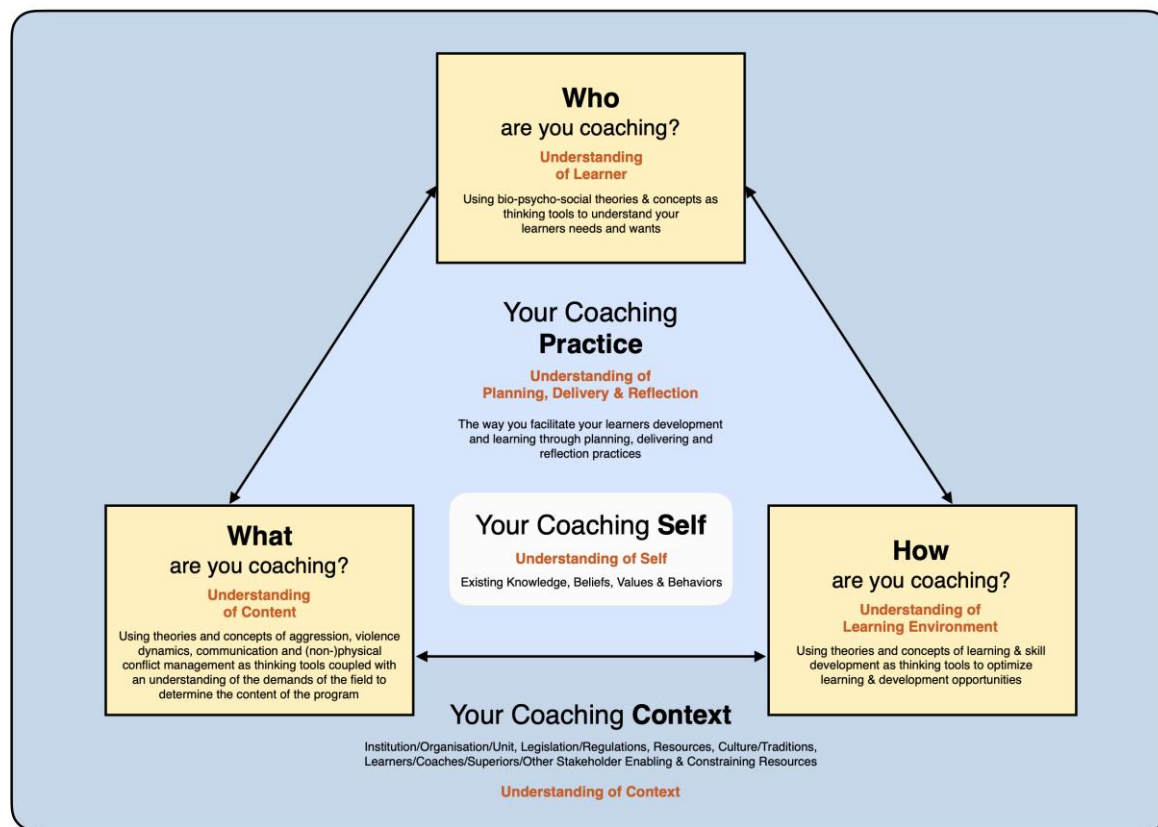 Who
are you coaching?
Understanding
of Learner
Using bio-psycho-social theories & concepts as
thinking tools to understand your
learners needs and wants
Your Coaching
Practice
Understanding of
Planning, Delivery & Reflection
The way you facilitate your learners development
and learning through planning, delivering and
reflection practices
Your Coaching Self
Understanding of Self
Existing Knowledge, Beliefs, Values & Behaviors
What
are you coaching?
Understanding
of Content
Using theories and concepts of aggression, violence
dynamics, communication and (non-)physical
conflict management as thinking tools coupled with
an understanding of the demands of the field to
determine the content of the program
How
are you coaching?
Understanding of
Learning Environment
Using theories and concepts of learning & skill
development as thinking tools to optimize
learning & development opportunities
Your Coaching Context
Institution/Organisation/Unit, Legislation/Regulations, Resources, Culture/Traditions,
Learners/Coaches/Superiors/Other Stakeholder Enabling & Constraining Resources
Understanding of Context